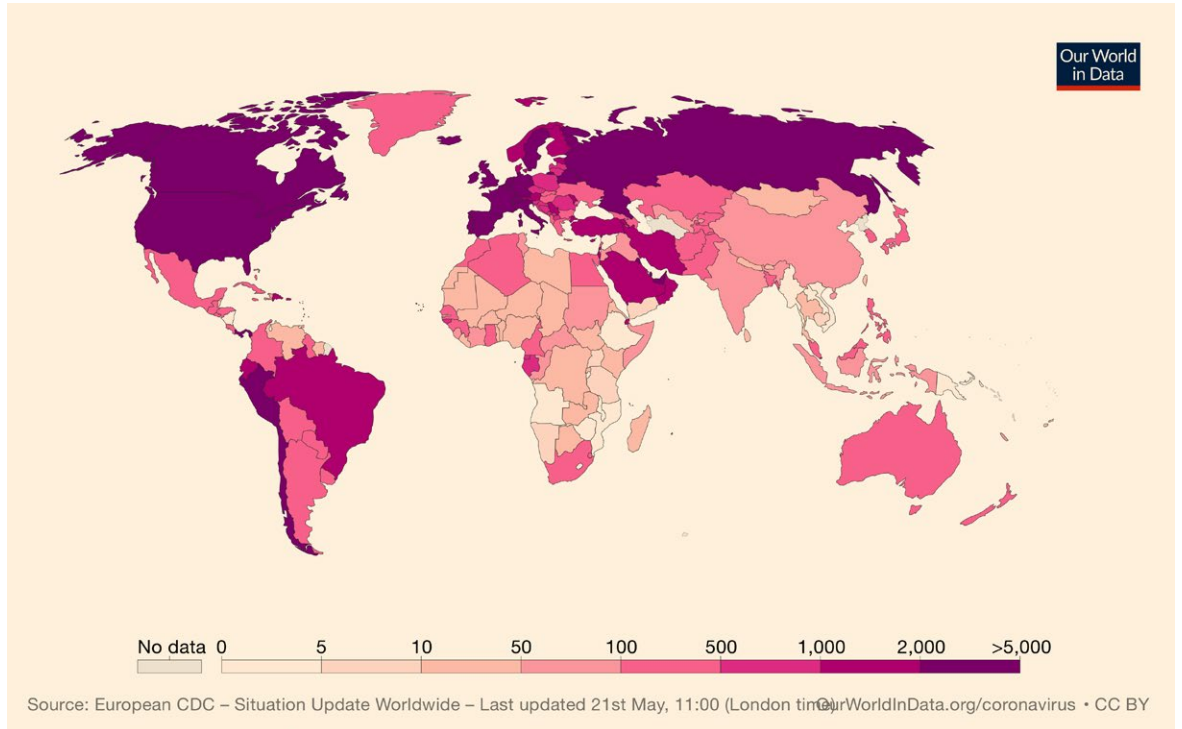 Our World
in Data
No data 0 5 10 50 100 500 1,000 2,000 >5,000
Source: European CDC – Situation Update Worldwide – Last updated 21st May, 11:00 (London time) OurWorldInData.org/coronavirus • CC BY